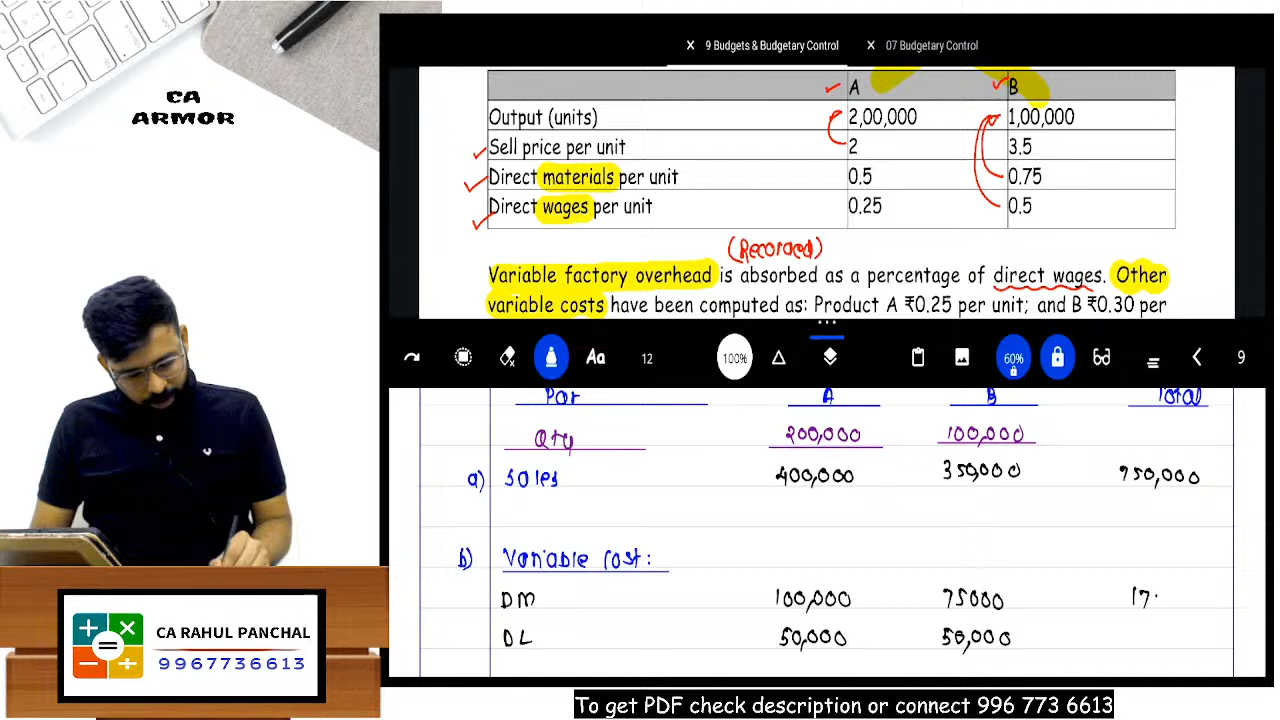 CA
ARMOR
9 Budgets & Budgetary Control
07 Budgetary Control
A B
Output (units) 2,00,000 1,00,000
Sell price per unit 2 3.5
Direct materials per unit 0.5 0.75
Direct wages per unit 0.25 0.5
(Recorded)
Variable factory overhead is absorbed as a percentage of direct wages. Other
variable costs have been computed as: Product A ₹0.25 per unit; and B ₹0.30 per
Aa 12 100% 60% 9
Par A B Total
Qty 200,000 100,000
a) Sales 400,000 350,000 750,000
b) Variable Cost:
DM 100,000 75000 17.
DL 50,000 50,000
CA RAHUL PANCHAL
9967736613
To get PDF check description or connect 996 773 6613